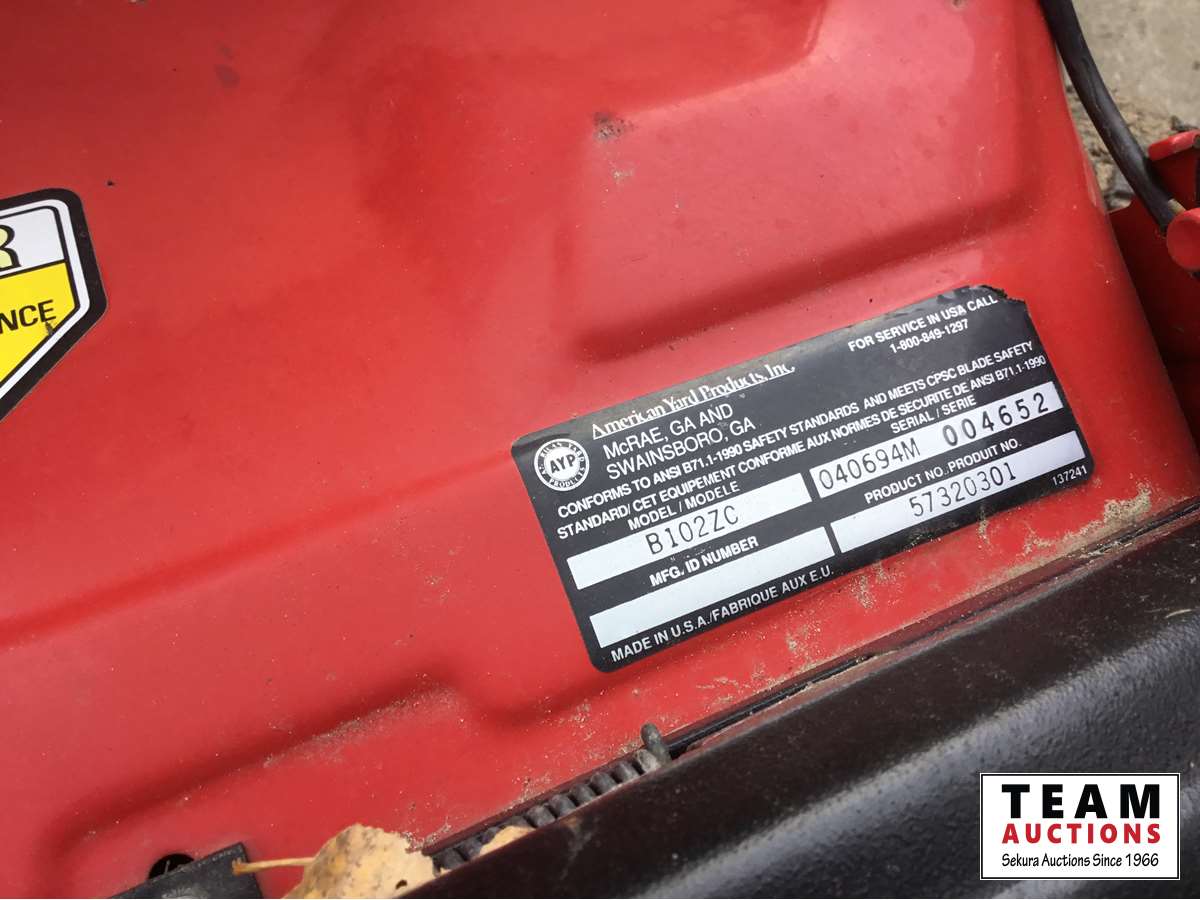 R
NCE
FOR SERVICE IN USA CALL
1-800-849-1297
American Yard Products, Inc.
McRAE, GA AND
SWAINSBORO, GA
AYP
PRODUCTS
CONFORMS TO ANSI B71.1-1990 SAFETY STANDARDS AND MEETS CPSC BLADE SAFETY
STANDARD/ CET EQUIPEMENT CONFORME AUX NORMES DE SECURITE DE ANSI B71.1-1990
MODEL / MODELE
SERIAL / SERIE
B102ZC
040694M 004652
MFG. ID NUMBER
PRODUCT NO./PRODUIT NO.
57320301
MADE IN U.S.A./FABRIQUE AUX E.U.
137241
TEAM
AUCTIONS
Sekura Auctions Since 1966